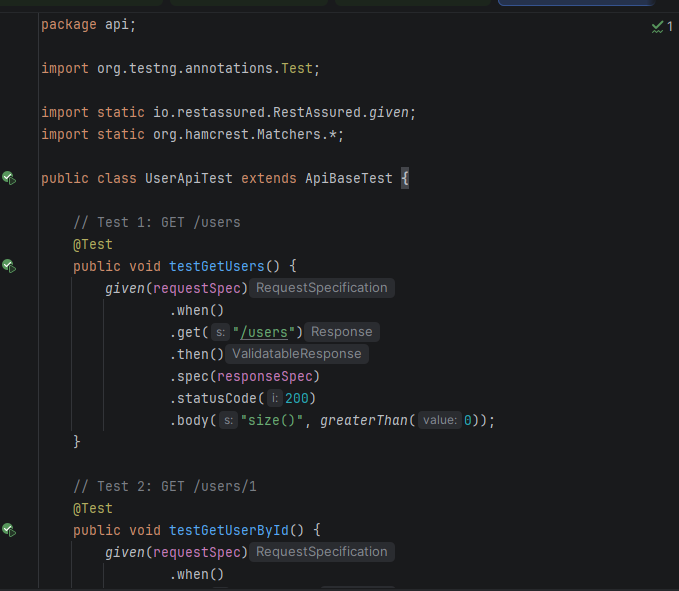 package api;
1
import org.testng.annotations.Test;
import static io.restassured.RestAssured.given;
import static org.hamcrest.Matchers.*;
public class UserApiTest extends ApiBaseTest {
// Test 1: GET /users
@Test
public void testGetUsers() {
given(requestSpec) RequestSpecification
.when()
.get( s: "/users") Response
.then() ValidatableResponse
.spec(responseSpec)
.statusCode( i: 200)
.body( s: "size()", greaterThan( value: 0));
}
// Test 2: GET /users/1
@Test
public void testGetUserById() {
given(requestSpec) RequestSpecification
.when()